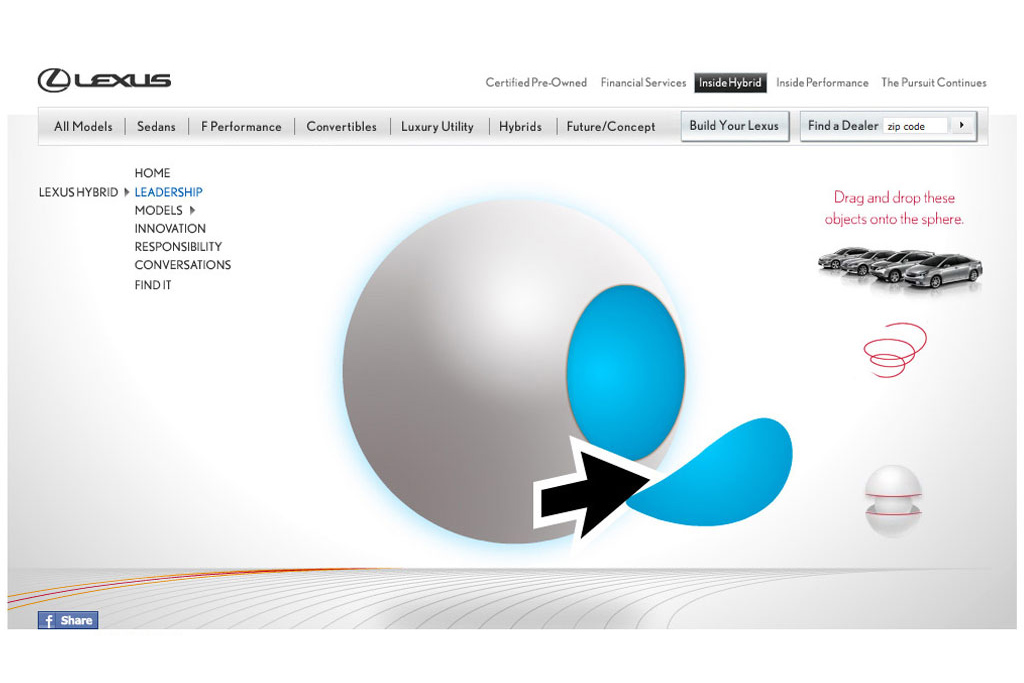 LEXUS
Certified Pre-Owned Financial Services Inside Hybrid Inside Performance The Pursuit Continues
All Models Sedans F Performance Convertibles Luxury Utility Hybrids Future/Concept Build Your Lexus Find a Dealer zip code
HOME
LEXUS HYBRID LEADERSHIP
MODELS
INNOVATION
RESPONSIBILITY
CONVERSATIONS
FIND IT
Drag and drop these
objects onto the sphere.
f Share